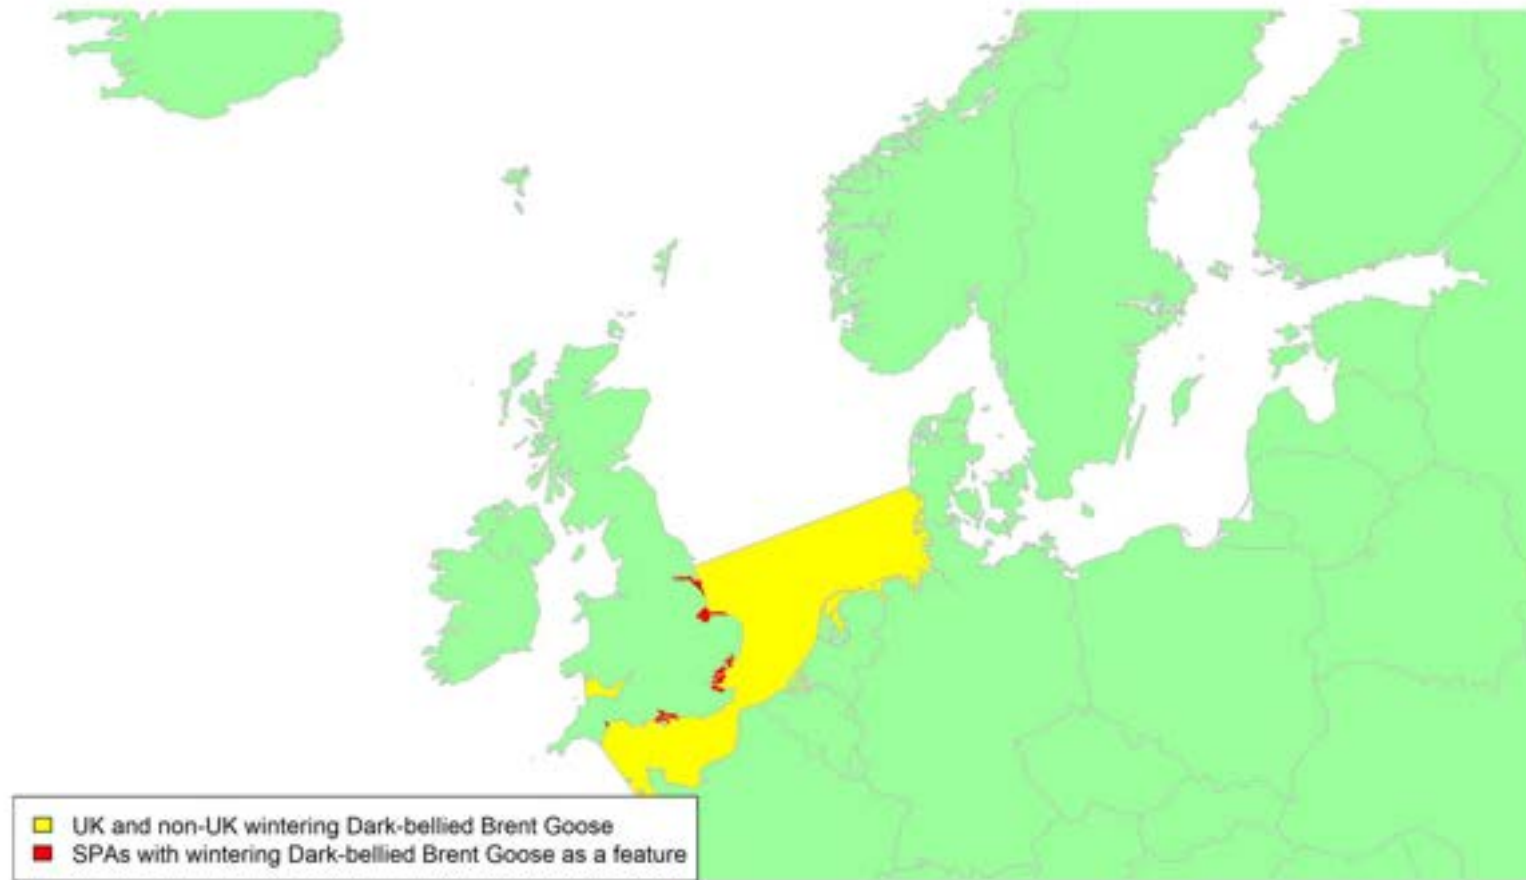 UK and non-UK wintering Dark-bellied Brent Goose
SPAs with wintering Dark-bellied Brent Goose as a feature